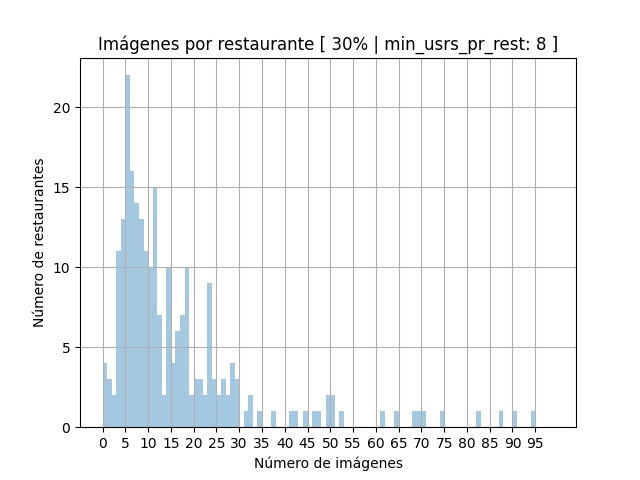 Imágenes por restaurante [ 30% | min_usrs_pr_rest: 8 ]
Número de restaurantes
20
15
10
5
0
0 5 10 15 20 25 30 35 40 45 50 55 60 65 70 75 80 85 90 95
Número de imágenes